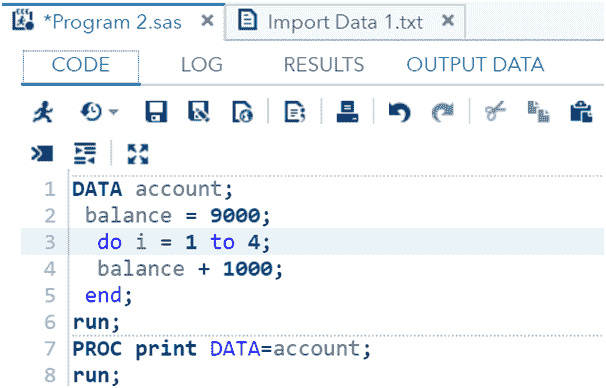 *Program 2.sas × Import Data 1.txt ×
CODE LOG RESULTS OUTPUT DATA
1 DATA account;
2 balance = 9000;
3 do i = 1 to 4;
4 balance + 1000;
5 end;
6 run;
7 PROC print DATA=account;
8 run;